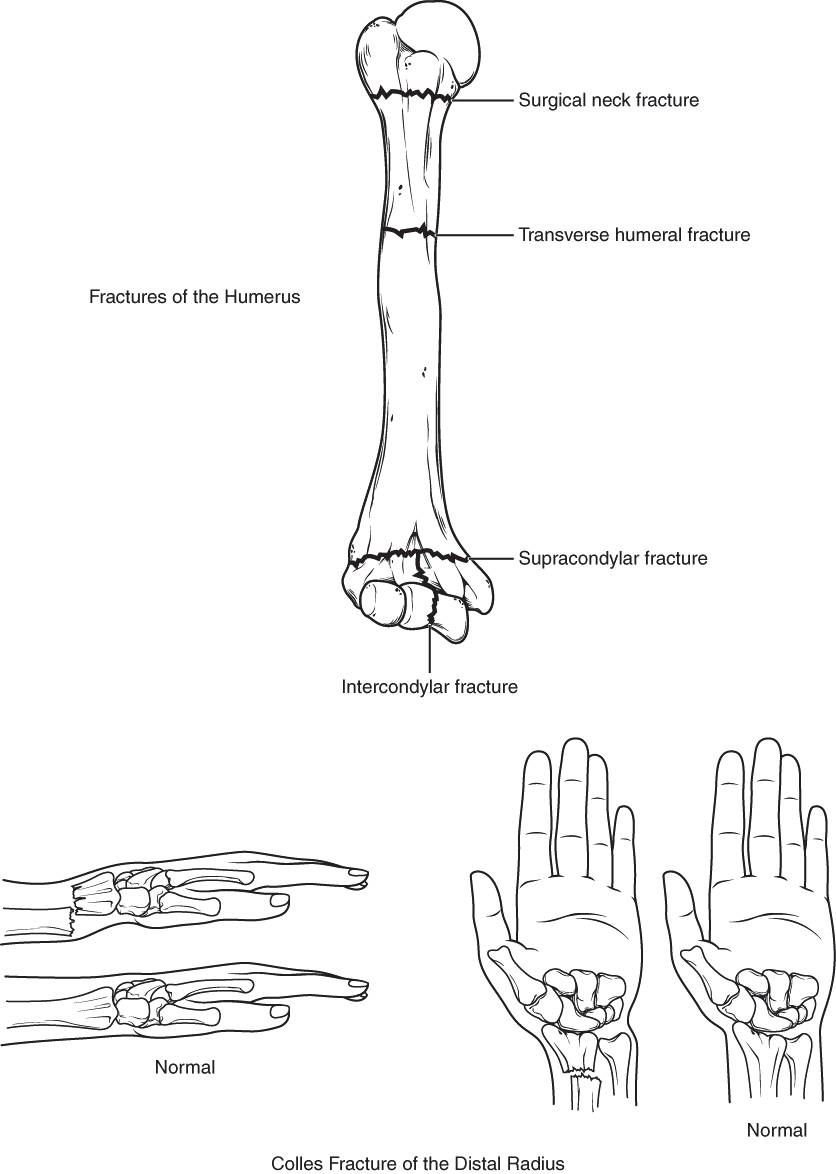 Surgical neck fracture
Transverse humeral fracture
Fractures of the Humerus
Supracondylar fracture
Intercondylar fracture
Normal
Normal
Colles Fracture of the Distal Radius